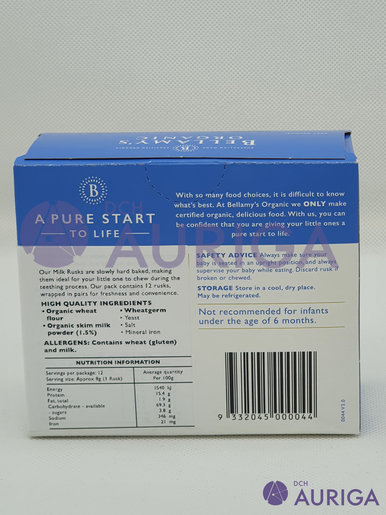 BELLAMY'S
ORGANIC
B
A PURE START
TO LIFE
With so many food choices, it is difficult to know
what's best. At Bellamy's Organic we ONLY make
certified organic, delicious food. With us, you can
be confident that you are giving your little ones a
pure start to life.
DCH
AURIGA
Our Milk Rusks are slowly hard baked, making
them ideal for your little one to chew during the
teething process. Our pack contains 12 rusks,
wrapped in pairs for freshness and convenience.
HIGH QUALITY INGREDIENTS
• Organic wheat flour
• Organic skim milk powder (1.5%)
• Wheatgerm
• Yeast
• Salt
• Mineral iron
ALLERGENS: Contains wheat (gluten)
and milk.
NUTRITION INFORMATION
Servings per package: 12
Serving size: Approx 9g (1 Rusk)
Average quantity
Per 100g
Energy 1540 kJ
Protein 15.4 g
Fat, total 1.9 g
Carbohydrate - available 69.3 g
- sugars 3.8 g
Sodium 346 mg
Iron 21 mg
SAFETY ADVICE Always make sure your
baby is seated in an upright position, and always
supervise your baby while eating. Discard rusk if
broken or chewed.
STORAGE Store in a cool, dry place.
May be refrigerated.
Not recommended for infants
under the age of 6 months.
9 332045 000044
0044 V2.0
DCH
AURIGA